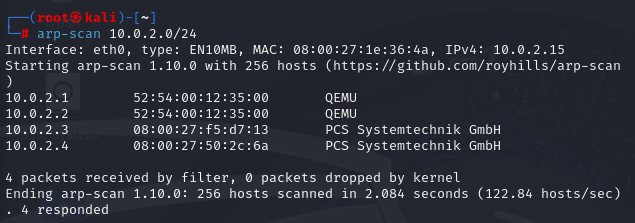 (root㉿kali)-[~]
# arp-scan 10.0.2.0/24
Interface: eth0, type: EN10MB, MAC: 08:00:27:1e:36:4a, IPv4: 10.0.2.15
Starting arp-scan 1.10.0 with 256 hosts (https://github.com/royhills/arp-scan
)
10.0.2.1 52:54:00:12:35:00 QEMU
10.0.2.2 52:54:00:12:35:00 QEMU
10.0.2.3 08:00:27:f5:d7:13 PCS Systemtechnik GmbH
10.0.2.4 08:00:27:50:2c:6a PCS Systemtechnik GmbH

4 packets received by filter, 0 packets dropped by kernel
Ending arp-scan 1.10.0: 256 hosts scanned in 2.084 seconds (122.84 hosts/sec)
. 4 responded